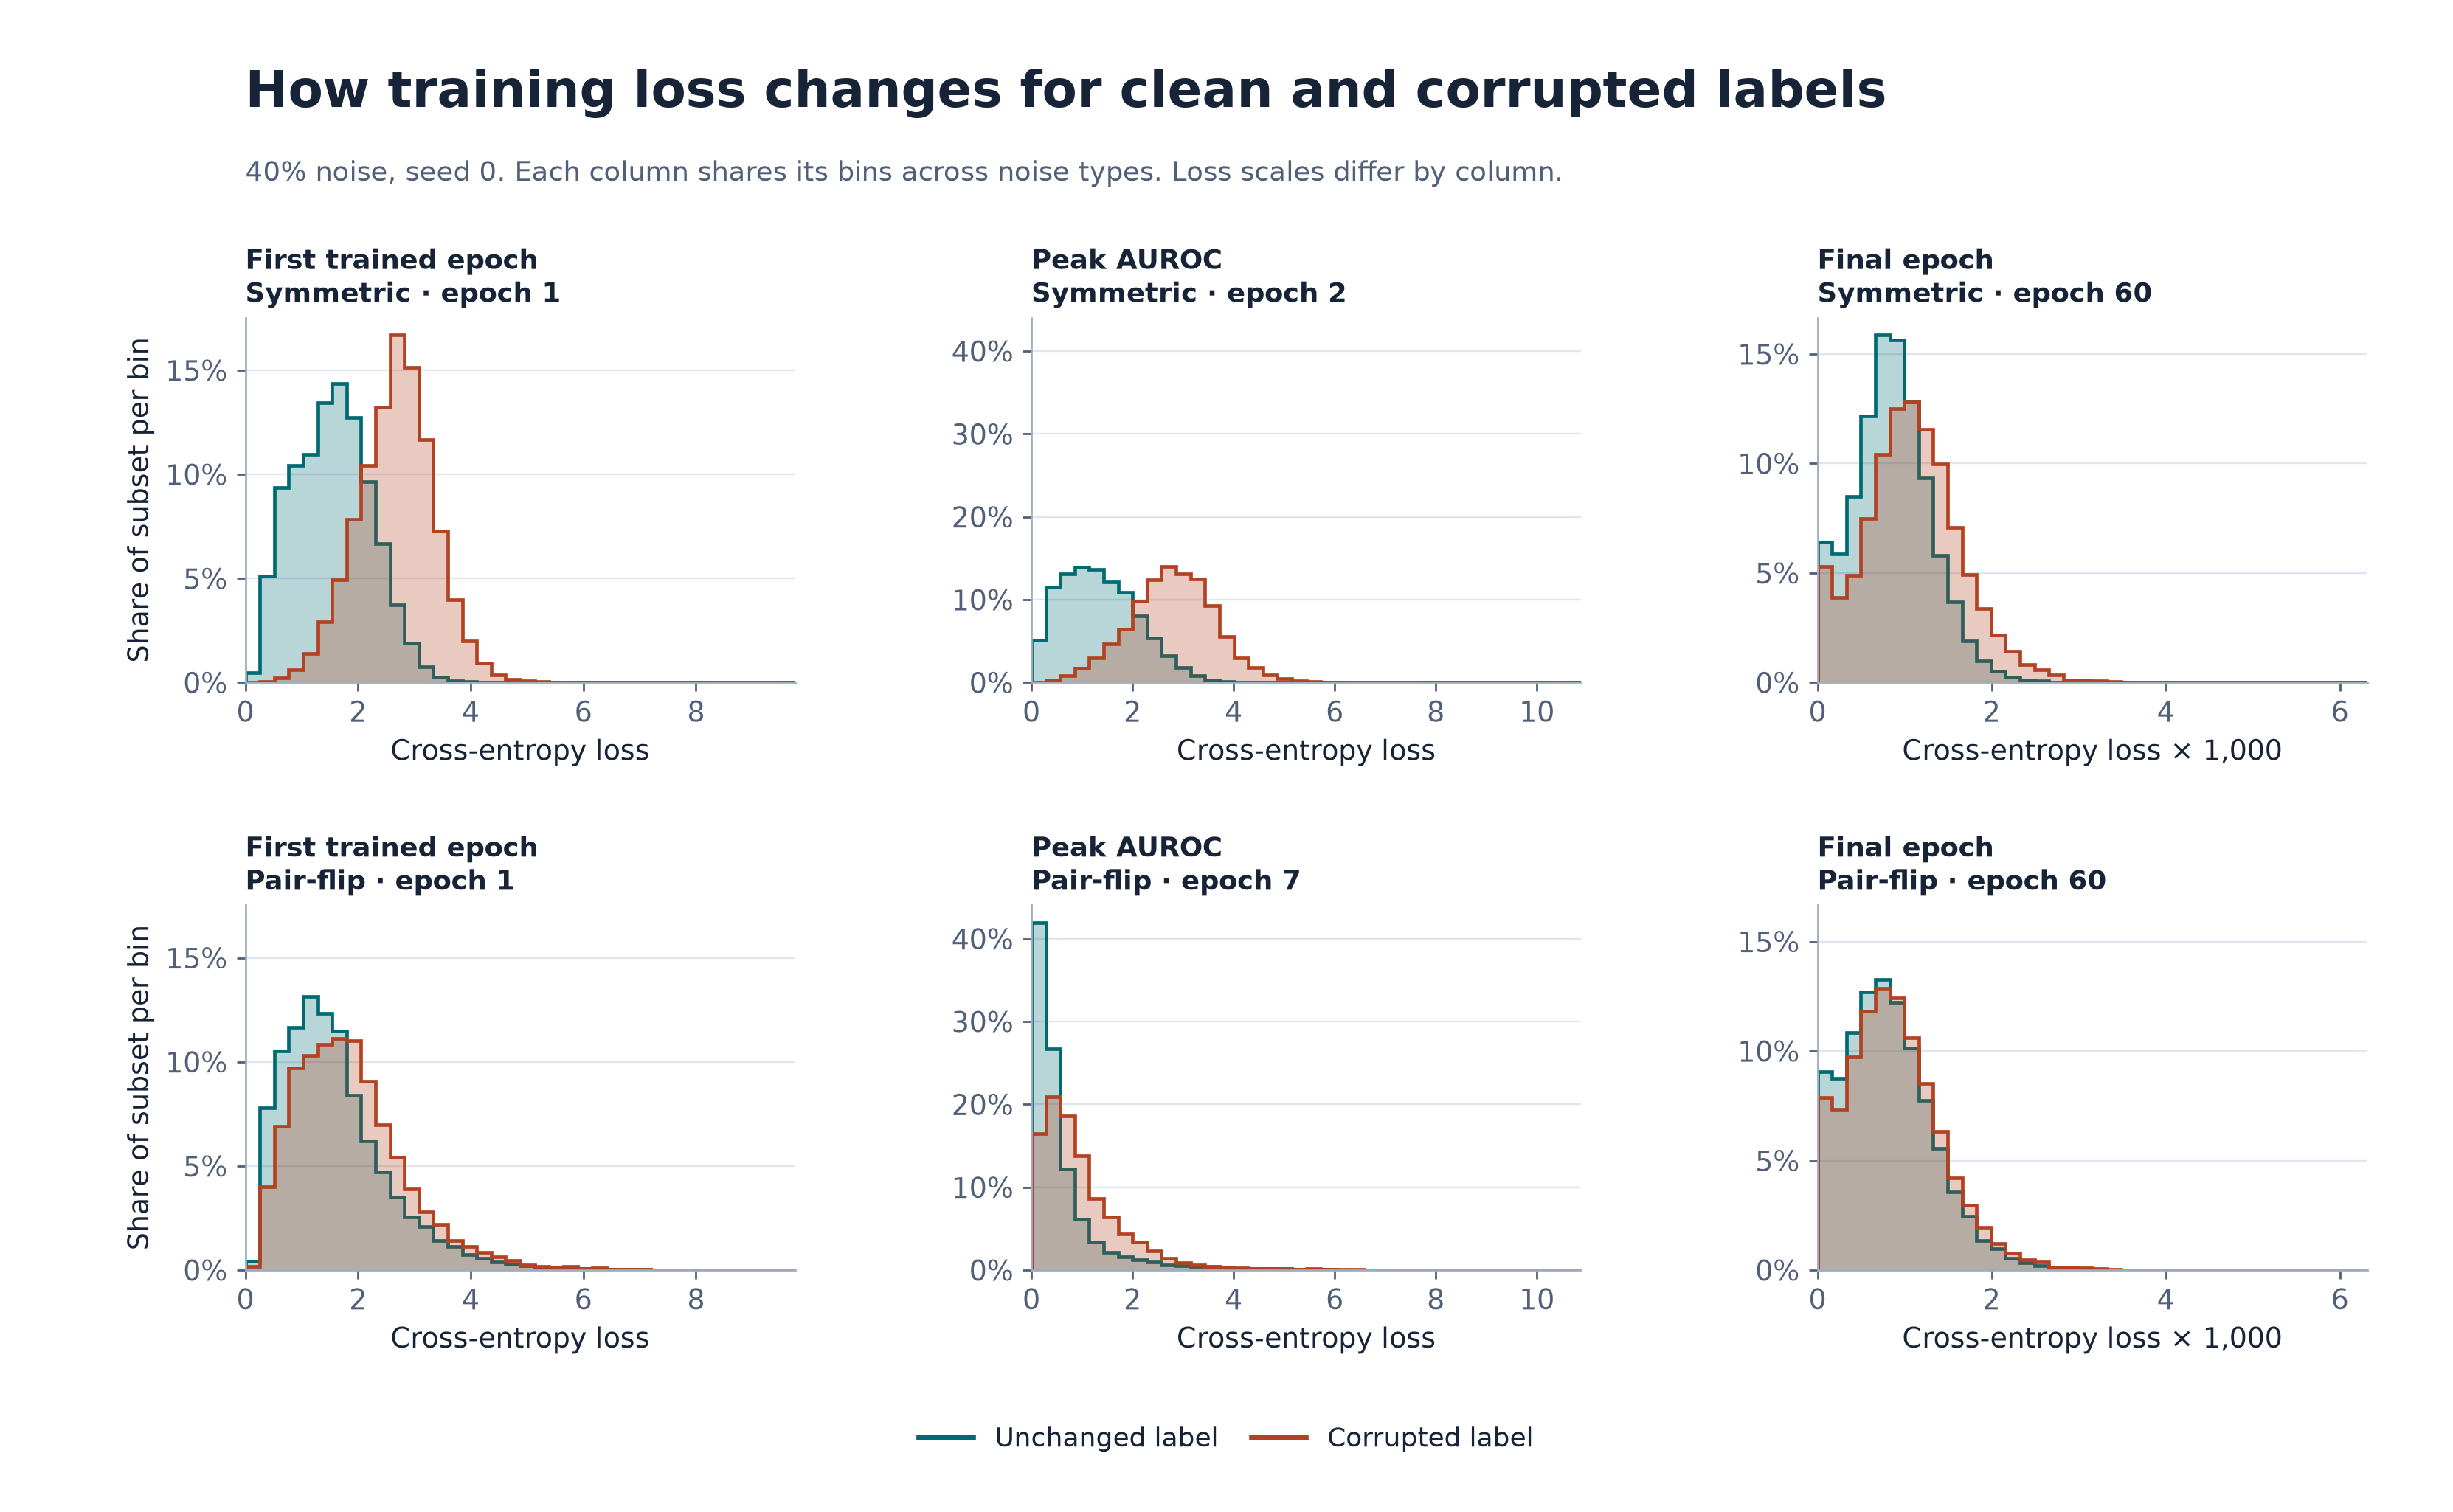 How training loss changes for clean and corrupted labels
40% noise, seed 0. Each column shares its bins across noise types. Loss scales differ by column.
First trained epoch
Symmetric · epoch 1
Share of subset per bin
15%
10%
5%
0%
0 2 4 6 8
Cross-entropy loss
Peak AUROC
Symmetric · epoch 2
40%
30%
20%
10%
0%
0 2 4 6 8 10
Cross-entropy loss
Final epoch
Symmetric · epoch 60
15%
10%
5%
0%
0 2 4 6
Cross-entropy loss × 1,000
First trained epoch
Pair-flip · epoch 1
Share of subset per bin
15%
10%
5%
0%
0 2 4 6 8
Cross-entropy loss
Peak AUROC
Pair-flip · epoch 7
40%
30%
20%
10%
0%
0 2 4 6 8 10
Cross-entropy loss
Final epoch
Pair-flip · epoch 60
15%
10%
5%
0%
0 2 4 6
Cross-entropy loss × 1,000
Unchanged label Corrupted label